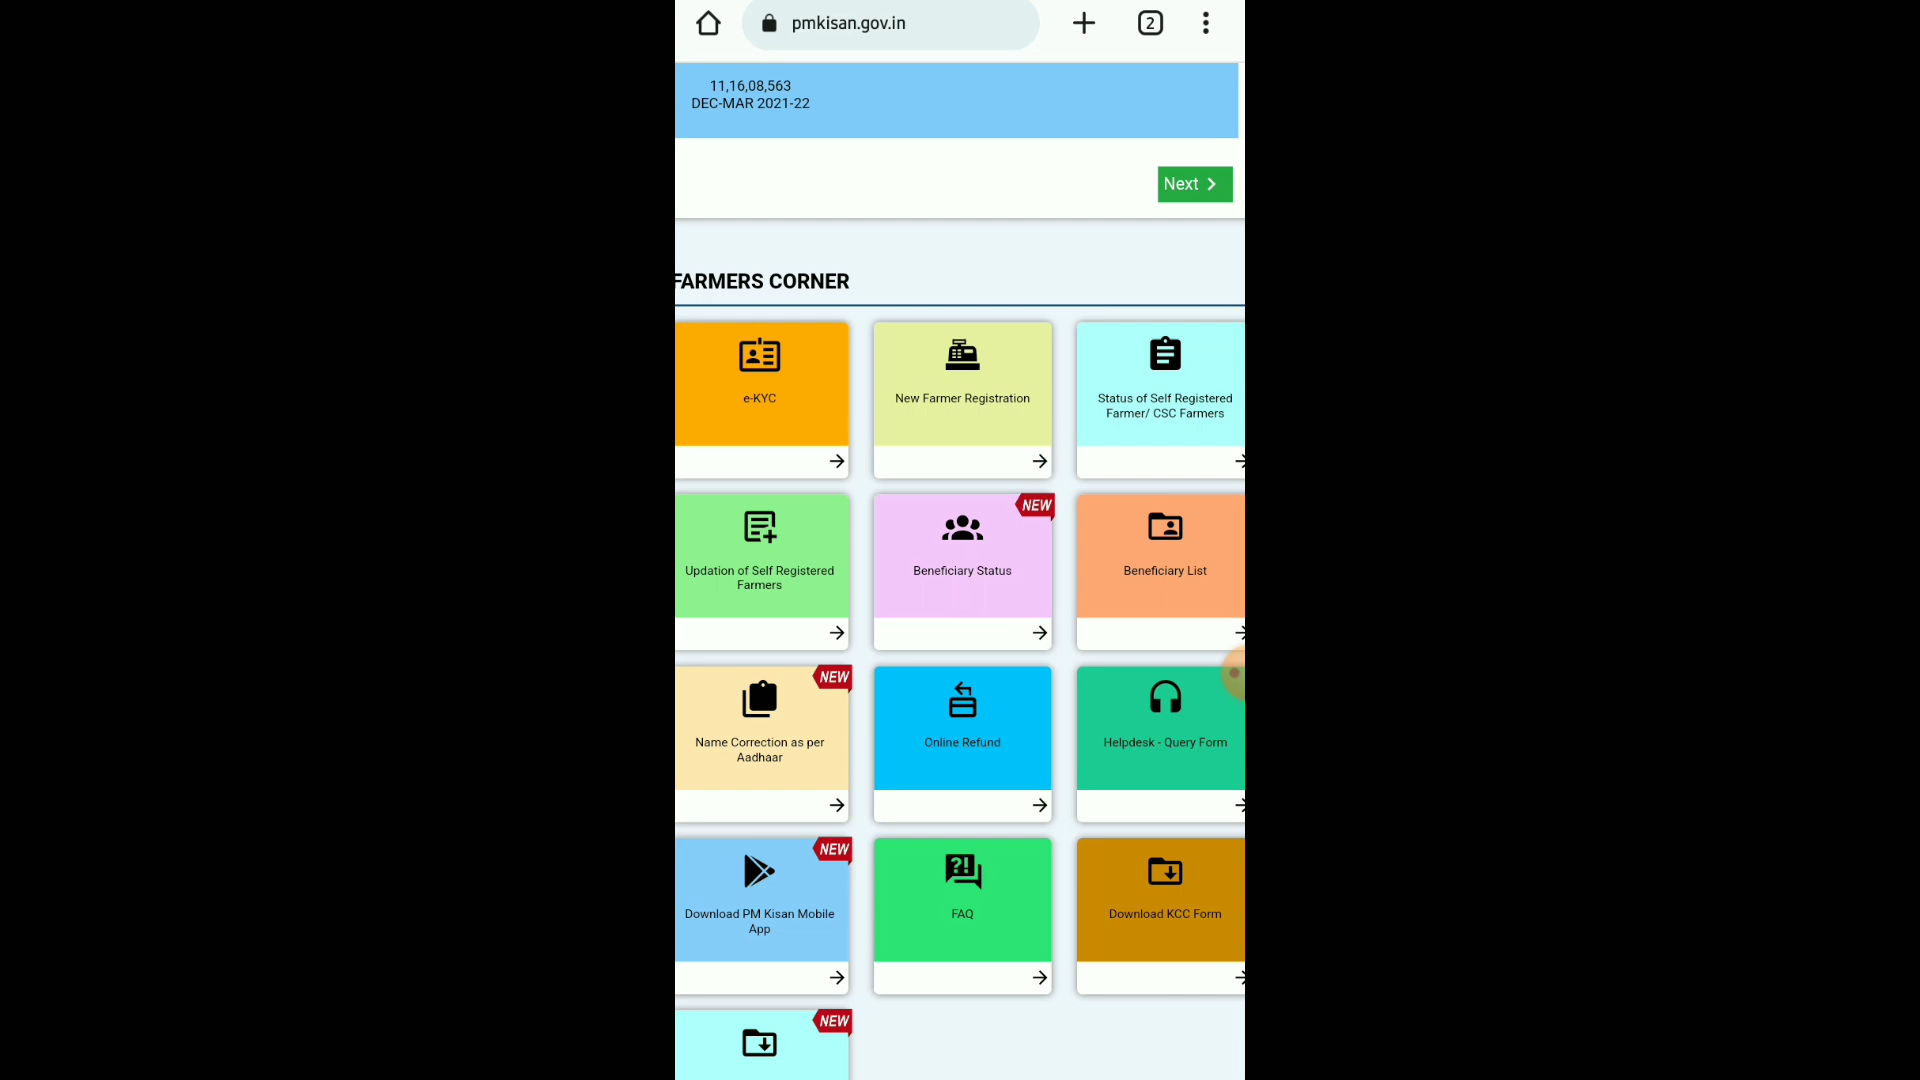 pmkisan.gov.in
2
11,16,08,563
DEC-MAR 2021-22
Next
FARMERS CORNER
e-KYC
New Farmer Registration
Status of Self Registered
Farmer/ CSC Farmers
Updation of Self Registered
Farmers
NEW
Beneficiary Status
Beneficiary List
NEW
Name Correction as per
Aadhaar
Online Refund
Helpdesk - Query Form
NEW
Download PM Kisan Mobile
App
?!
FAQ
Download KCC Form
NEW